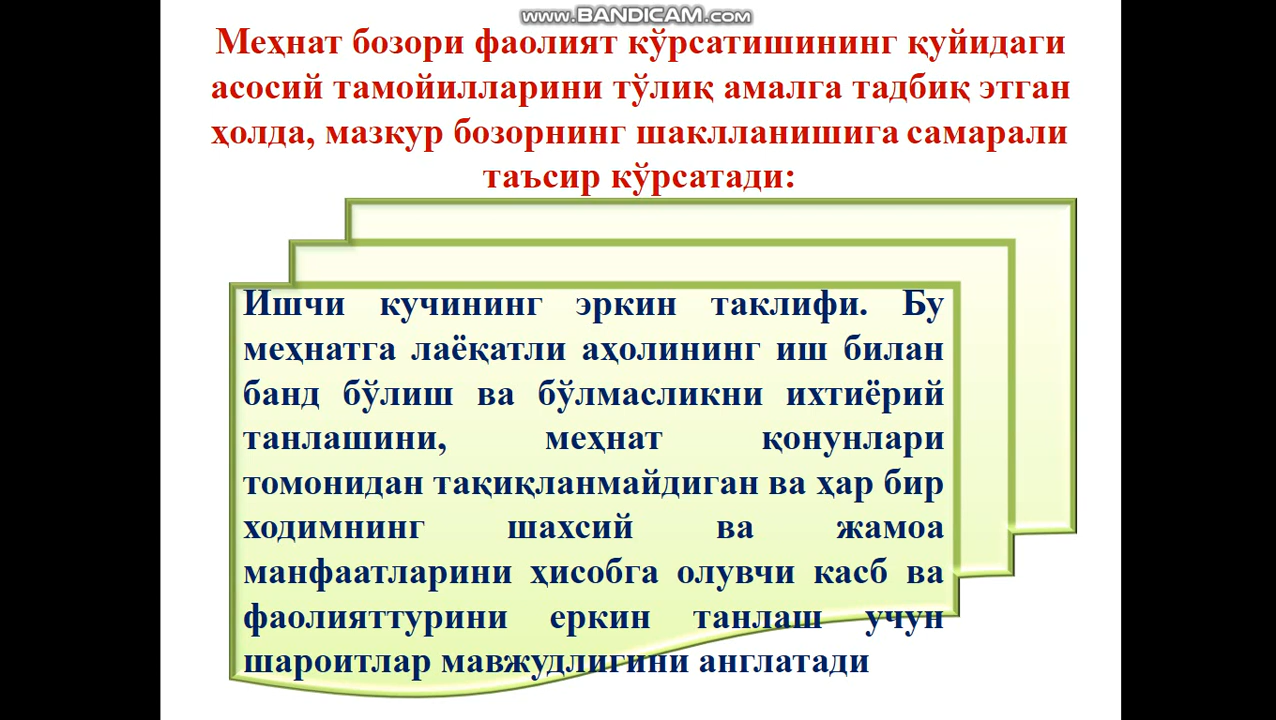 www.BANDICAM.com
Меҳнат бозори фаолият кўрсатишининг қуйидаги
асосий тамойилларини тўлиқ амалга тадбиқ этган
ҳолда, мазкур бозорнинг шаклланишига самарали
таъсир кўрсатади:
Ишчи кучининг эркин таклифи. Бу
меҳнатга лаёқатли аҳолининг иш билан
банд бўлиш ва бўлмасликни ихтиёрий
танлашини, меҳнат қонунлари
томонидан тақиқланмайдиган ва ҳар бир
ходимнинг шахсий ва жамоа
манфаатларини ҳисобга олувчи касб ва
фаолияттурини еркин танлаш учун
шароитлар мавжудлигини англатади